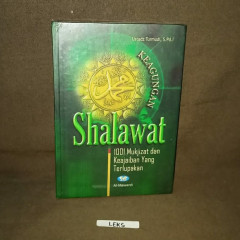 KEAGUNGAN
Shalawat
1001 Mukjizat dan
Keajaiban Yang
Terlupakan
LEKS